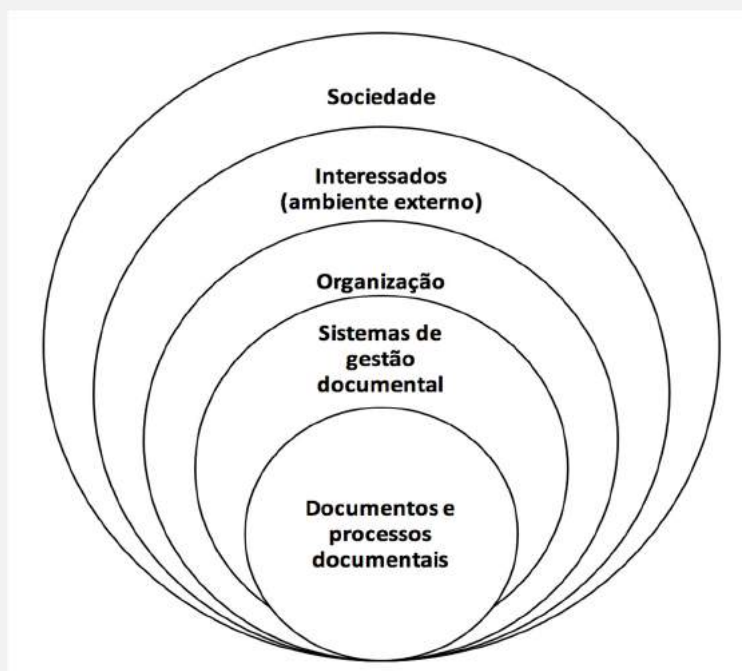 Sociedade
Interessados
(ambiente externo)
Organização
Sistemas de
gestão
documental
Documentos e
processos
documentais